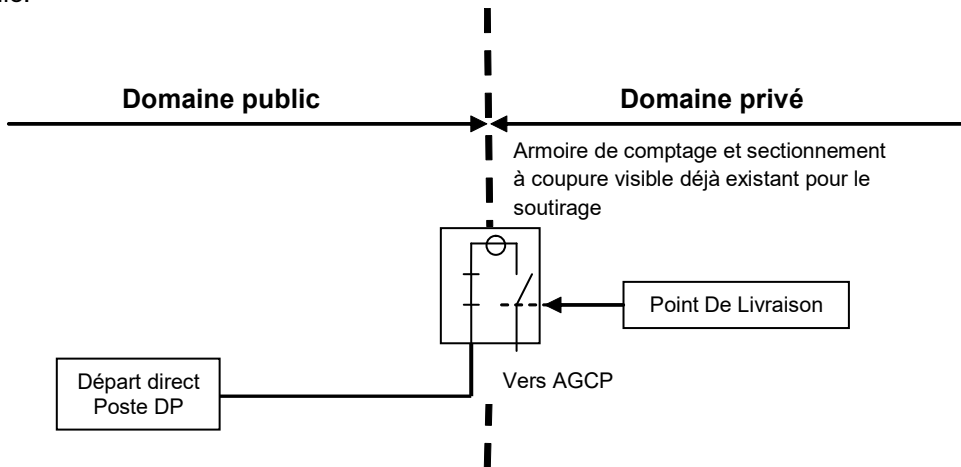 Domaine public
Domaine privé
Armoire de comptage et sectionnement
à coupure visible déjà existant pour le
soutirage
Point De Livraison
Départ direct
Poste DP
Vers AGCP